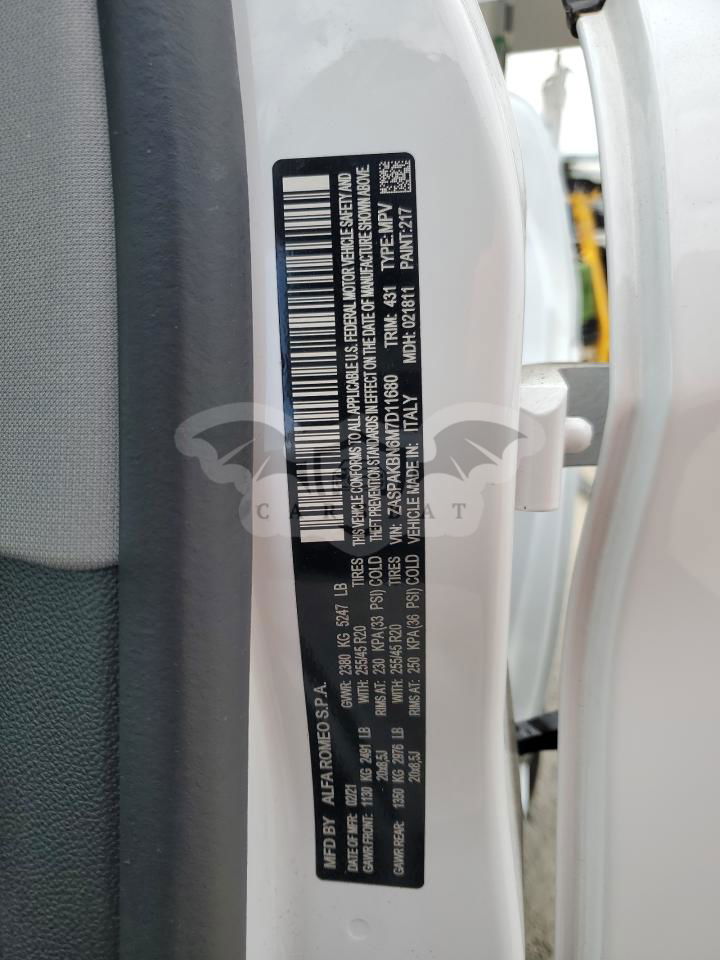 MFD BY ALFA ROMEO S.P.A.
DATE OF MFR: 02/21 GVWR: 2380 KG 5247 LB
GAWR FRONT: 1130 KG 2491 LB WITH: 255/45 R20 TIRES
20x8,5J RIMS AT: 230 KPA (33 PSI) COLD
GAWR REAR: 1350 KG 2976 LB WITH: 255/45 R20 TIRES
20x8,5J RIMS AT: 250 KPA (36 PSI) COLD
THIS VEHICLE CONFORMS TO ALL APPLICABLE U.S. FEDERAL MOTOR VEHICLE SAFETY AND
THEFT PREVENTION STANDARDS IN EFFECT ON THE DATE OF MANUFACTURE SHOWN ABOVE
VIN: ZASPAKBN6M7D11680 TRIM: 431 TYPE: MPV
VEHICLE MADE IN: ITALY MDH: 021811 PAINT: 217